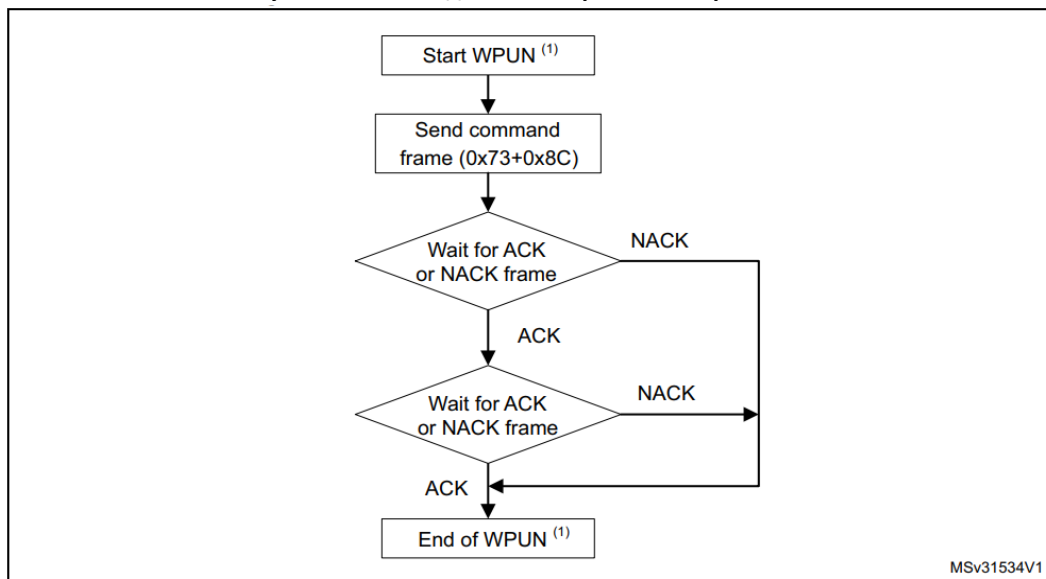 Start WPUN (1)
Send command
frame (0x73+0x8C)
Wait for ACK
or NACK frame
NACK
ACK
Wait for ACK
or NACK frame
NACK
ACK
End of WPUN (1)
MSv31534V1